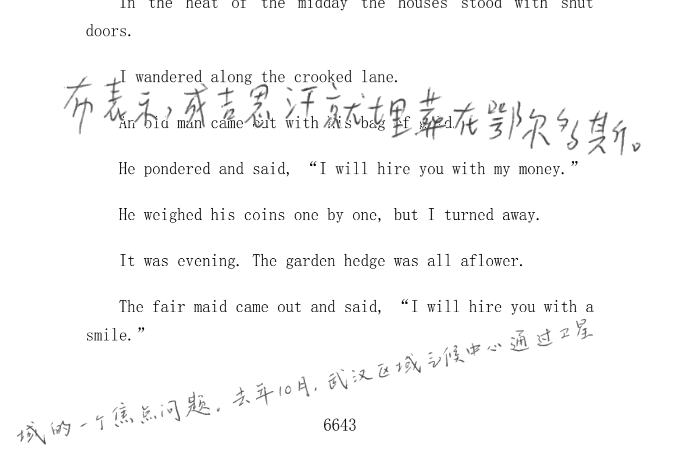 In the heat of the midday the houses stood with shut
doors.
I wandered along the crooked lane.
布表示，成吉思汗就埋葬在鄂尔多斯。
An old man came out with his bag of gold.
He pondered and said, “I will hire you with my money.”
He weighed his coins one by one, but I turned away.
It was evening. The garden hedge was all aflower.
The fair maid came out and said, “I will hire you with a
smile.”
域的一个焦点问题。去年10月，武汉区域气候中心通过卫星
6643